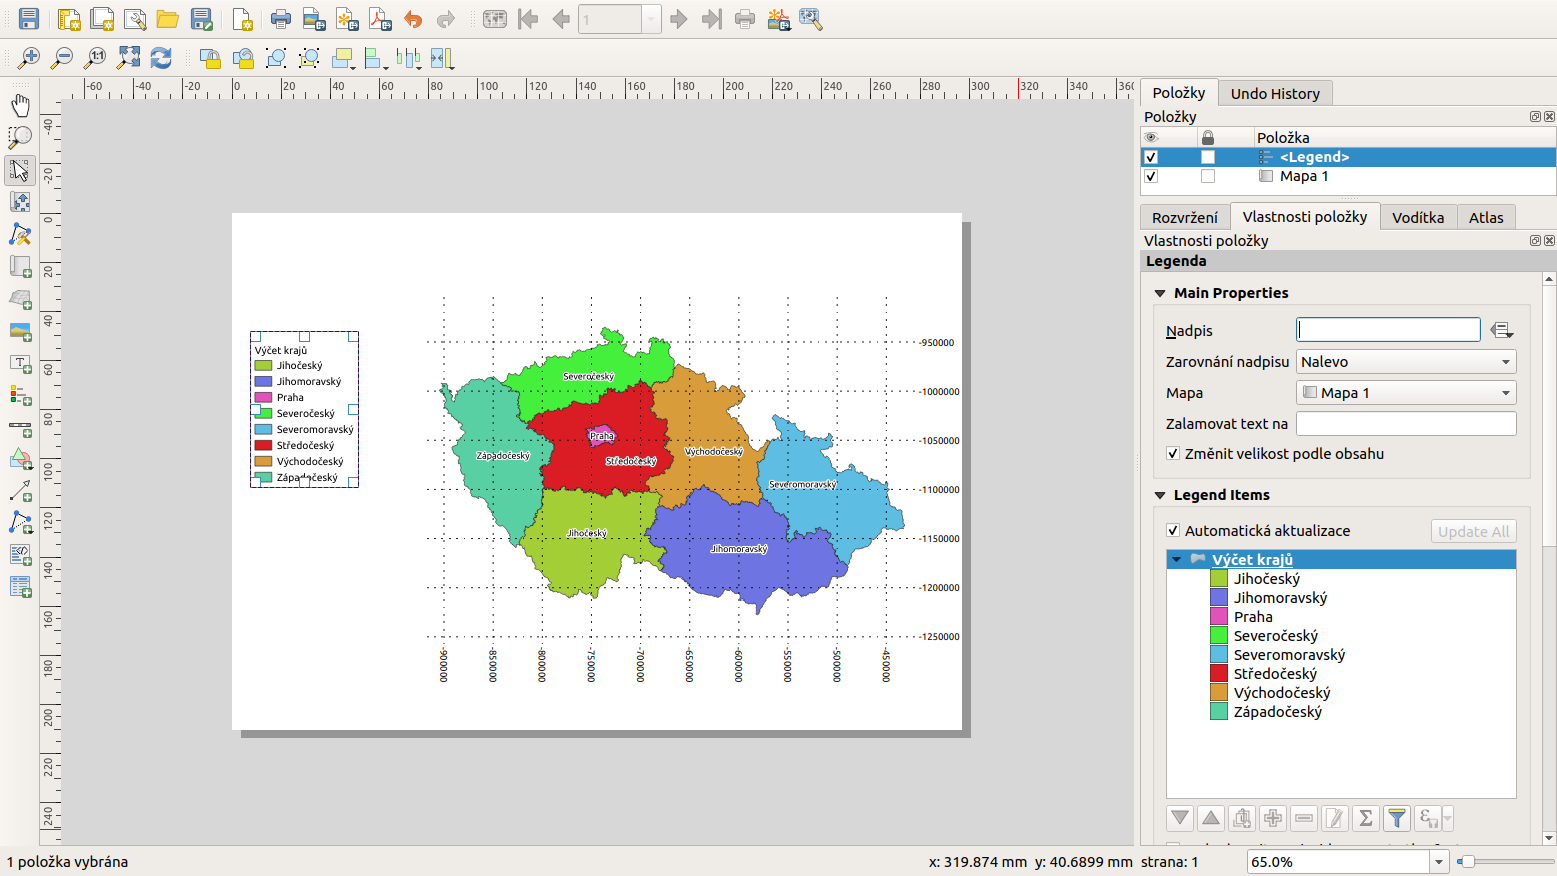 1
1:1
-60 -40 -20 0 20 40 60 80 100 120 140 160 180 200 220 240 260 280 300 320 340 360
-40
-20
0
20
40
60
80
100
120
140
160
180
200
220
240
Výčet krajů
Jihočeský
Jihomoravský
Praha
Severočeský
Severomoravský
Středočeský
Východočeský
Západočeský
Severočeský
Praha
Západočeský
Středočeský
Východočeský
Severomoravský
Jihočeský
Jihomoravský
-950000
-1000000
-1050000
-1100000
-1150000
-1200000
-1250000
-900000 -850000 -800000 -750000 -700000 -650000 -600000 -550000 -500000 -450000
Položky Undo History
Položky
Položka
<Legend>
Mapa 1
Rozvržení Vlastnosti položky Vodítka Atlas
Vlastnosti položky
Legenda
Main Properties
Nadpis
Zarovnání nadpisu Nalevo
Mapa Mapa 1
Zalamovat text na
Změnit velikost podle obsahu
Legend Items
Automatická aktualizace Update All
Výčet krajů
Jihočeský
Jihomoravský
Praha
Severočeský
Severomoravský
Středočeský
Východočeský
Západočeský
1 položka vybrána x: 319.874 mm y: 40.6899 mm strana: 1 65.0%